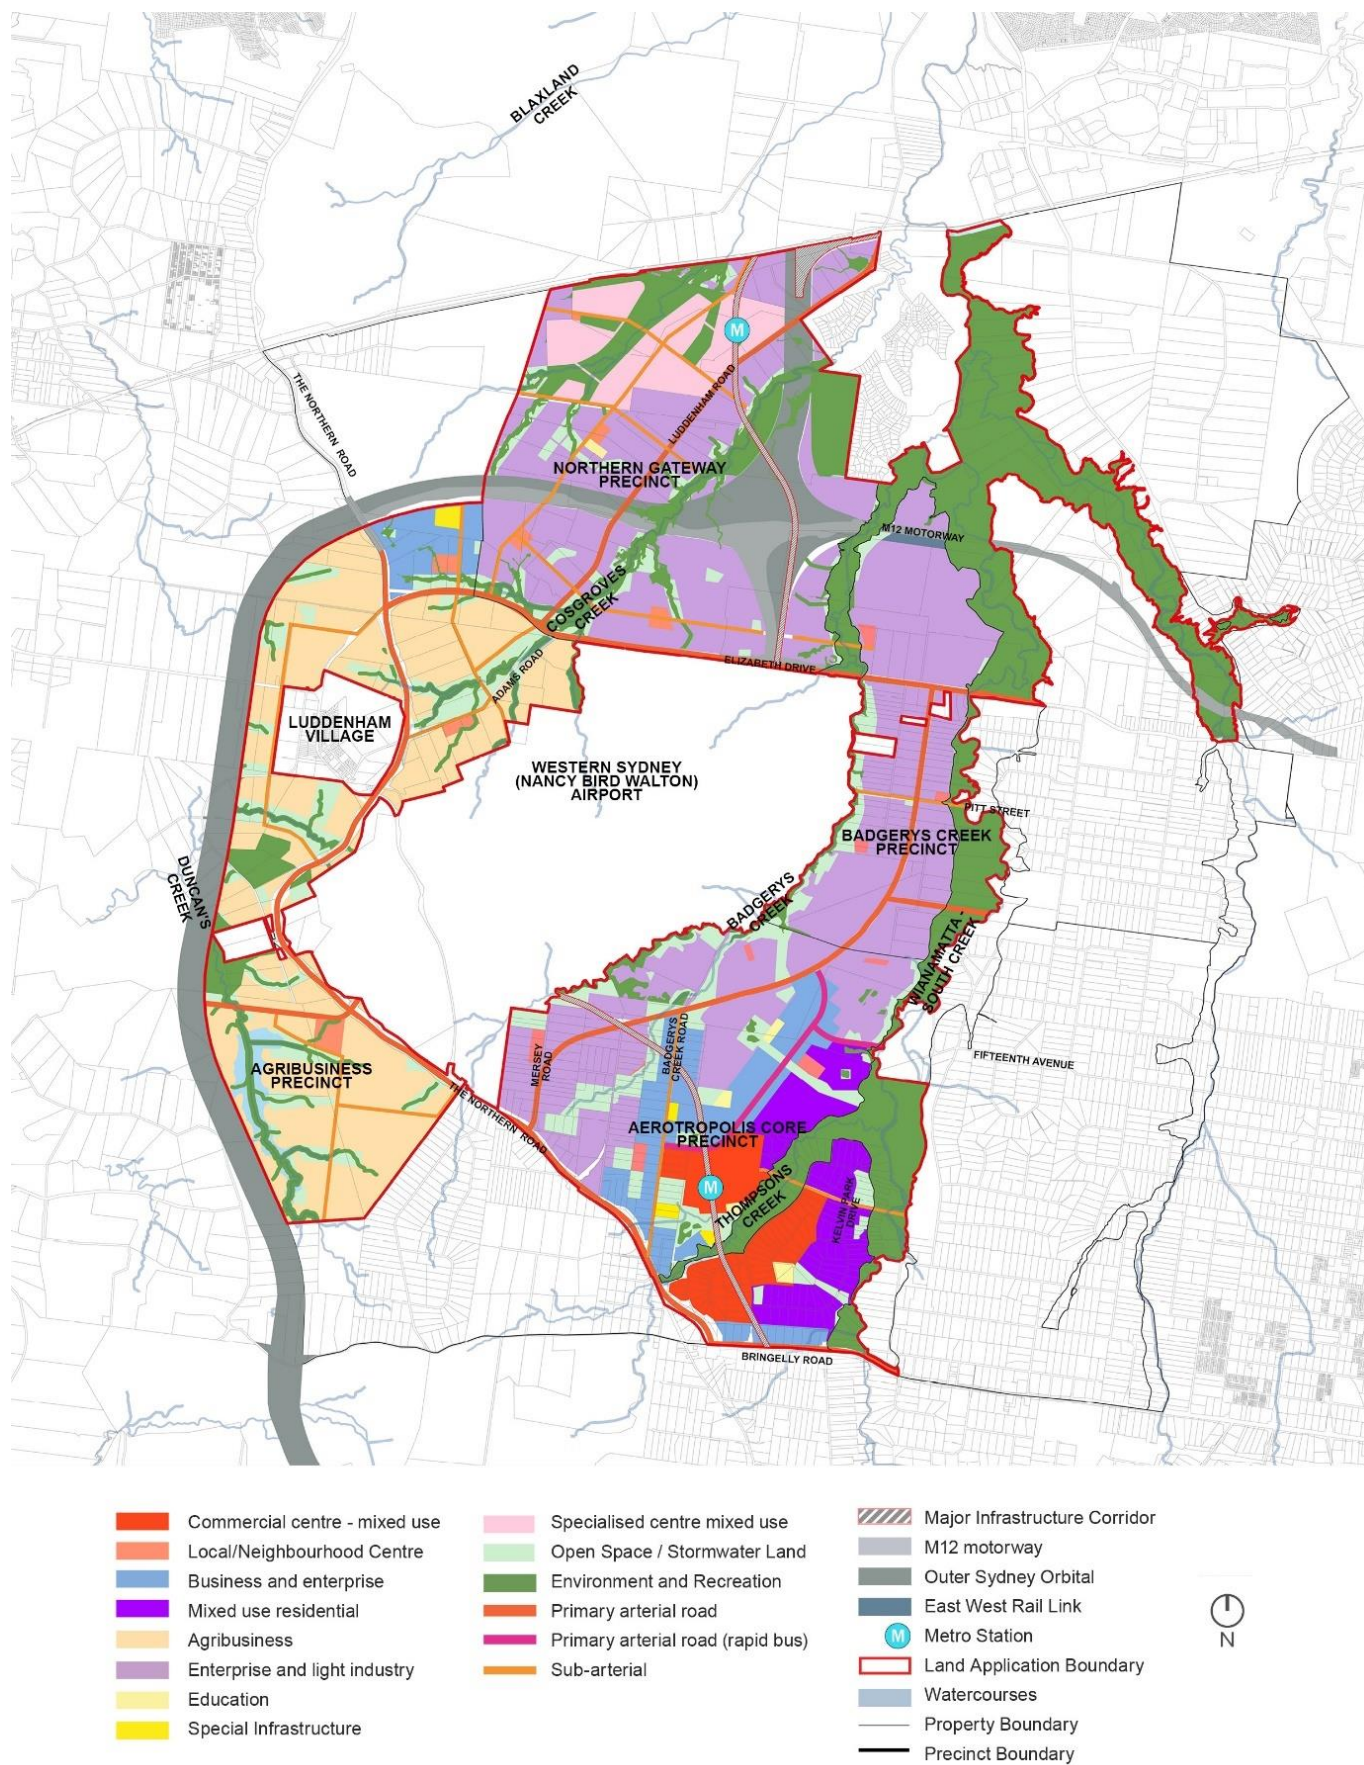 BLAXLAND
CREEK
M
THE NORTHERN ROAD
LUDDENHAM ROAD
NORTHERN GATEWAY
PRECINCT
M12 MOTORWAY
COSGROVES
CREEK
ELIZABETH DRIVE
ADAMS ROAD
LUDDENHAM
VILLAGE
WESTERN SYDNEY
(NANCY BIRD WALTON)
AIRPORT
PITT STREET
BADGERYS CREEK
PRECINCT
DUNCAN'S
CREEK
BADGERYS
CREEK
WIANAMATTA -
SOUTH CREEK
BADGERYS
CREEK ROAD
MERSEY
ROAD
FIFTEENTH AVENUE
AGRIBUSINESS
PRECINCT
THE NORTHERN ROAD
AEROTROPOLIS CORE
PRECINCT
M
THOMPSONS
CREEK
KELVIN PARK
DRIVE
BRINGELLY ROAD
Commercial centre - mixed use
Local/Neighbourhood Centre
Business and enterprise
Mixed use residential
Agribusiness
Enterprise and light industry
Education
Special Infrastructure
Specialised centre mixed use
Open Space / Stormwater Land
Environment and Recreation
Primary arterial road
Primary arterial road (rapid bus)
Sub-arterial
Major Infrastructure Corridor
M12 motorway
Outer Sydney Orbital
East West Rail Link
M Metro Station
Land Application Boundary
Watercourses
Property Boundary
Precinct Boundary
N